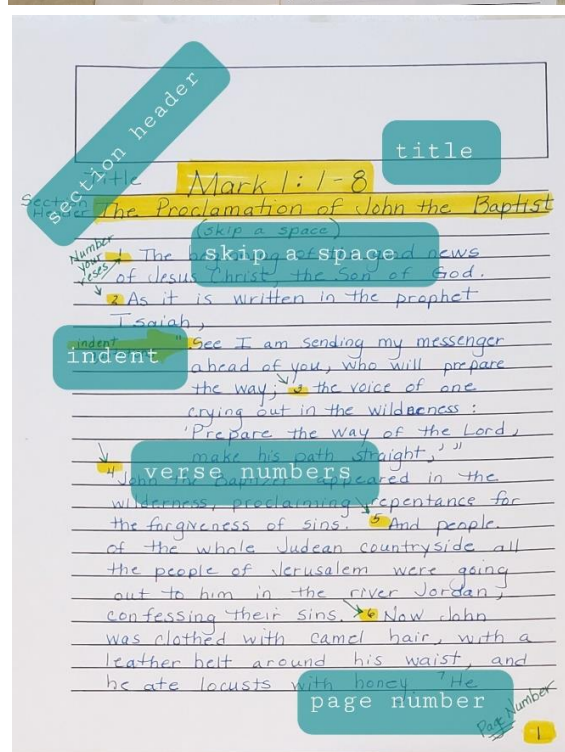 section header
title
Title
Mark 1: 1-8
Section Header
The Proclamation of John the Baptist
(skip a space)
skip a space
Number your
1 The of news
of Jesus Christ, the Son of God.
2 As it is written in the prophet
Isaiah,
indent
indent
"See I am sending my messenger
ahead of you, who will prepare
the way; 3 the voice of one
crying out in the wilderness:
'Prepare the way of the Lord,
make his path straight,'"
verse numbers
4 John the appeared in the
wilderness, proclaiming repentance for
the forgiveness of sins. 5 And people
of the whole Judean countryside all
the people of Jerusalem were going
out to him in the river Jordan,
confessing their sins. 6 Now John
was clothed with camel hair, with a
leather belt around his waist, and
he ate locusts with honey 7 He
page number
Page Number
1